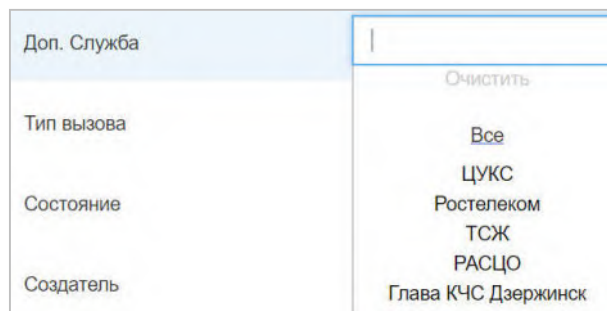 Доп. Служба
Очистить
Тип вызова
Все
ЦУКС
Состояние
Ростелеком
ТСЖ
РАСЦО
Создатель
Глава КЧС Дзержинск